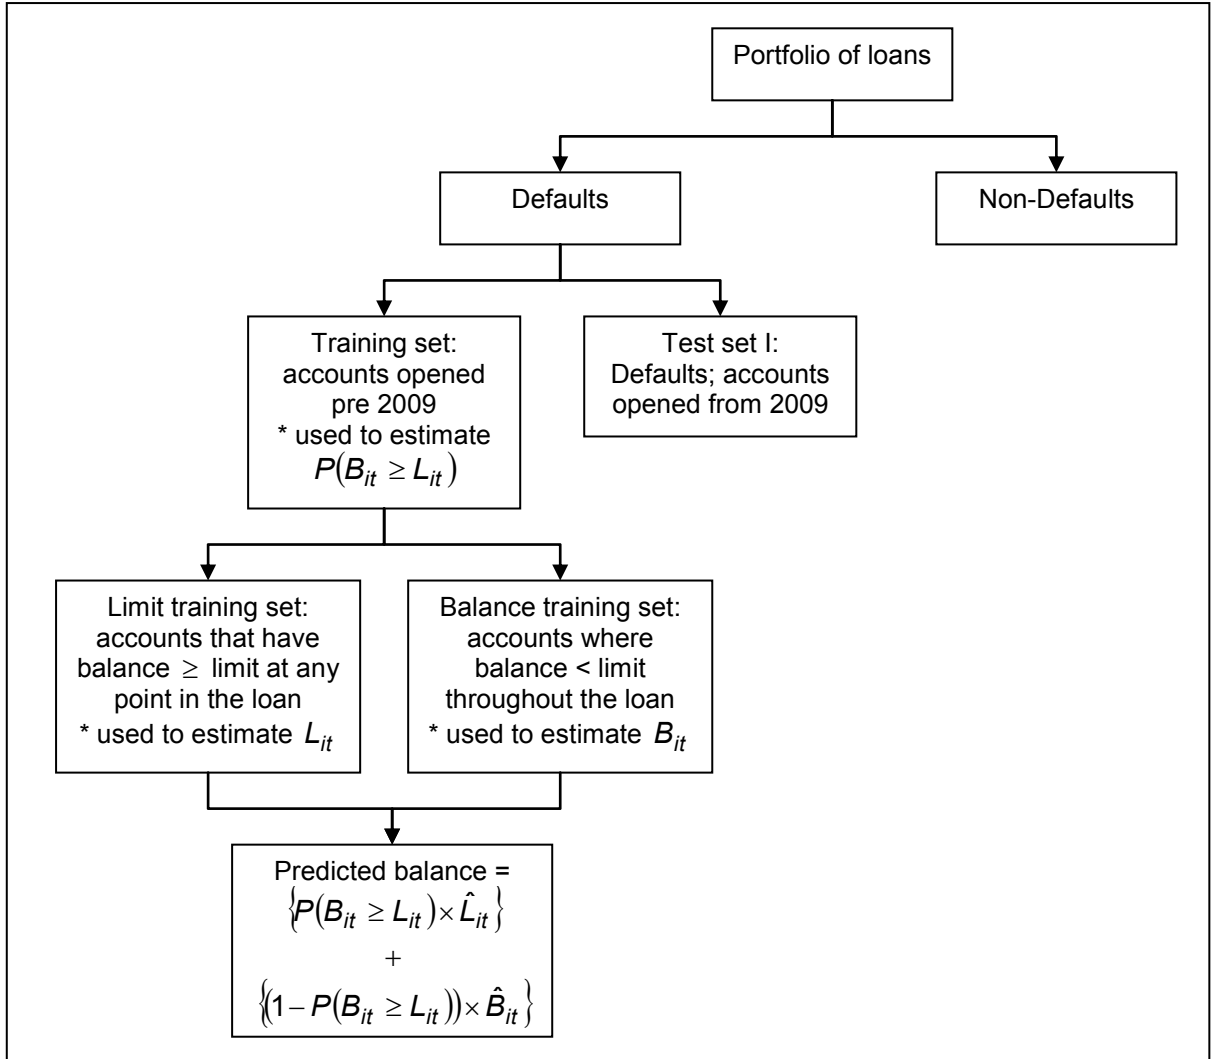 Portfolio of loans
Defaults
Non-Defaults
Training set:
accounts opened
pre 2009
* used to estimate
P(B_it ≥ L_it)
Test set I:
Defaults; accounts
opened from 2009
Limit training set:
accounts that have
balance ≥ limit at any
point in the loan
* used to estimate L_it
Balance training set:
accounts where
balance < limit
throughout the loan
* used to estimate B_it
Predicted balance =
{P(B_it ≥ L_it) × L̂_it}
+
{(1 − P(B_it ≥ L_it)) × B̂_it}